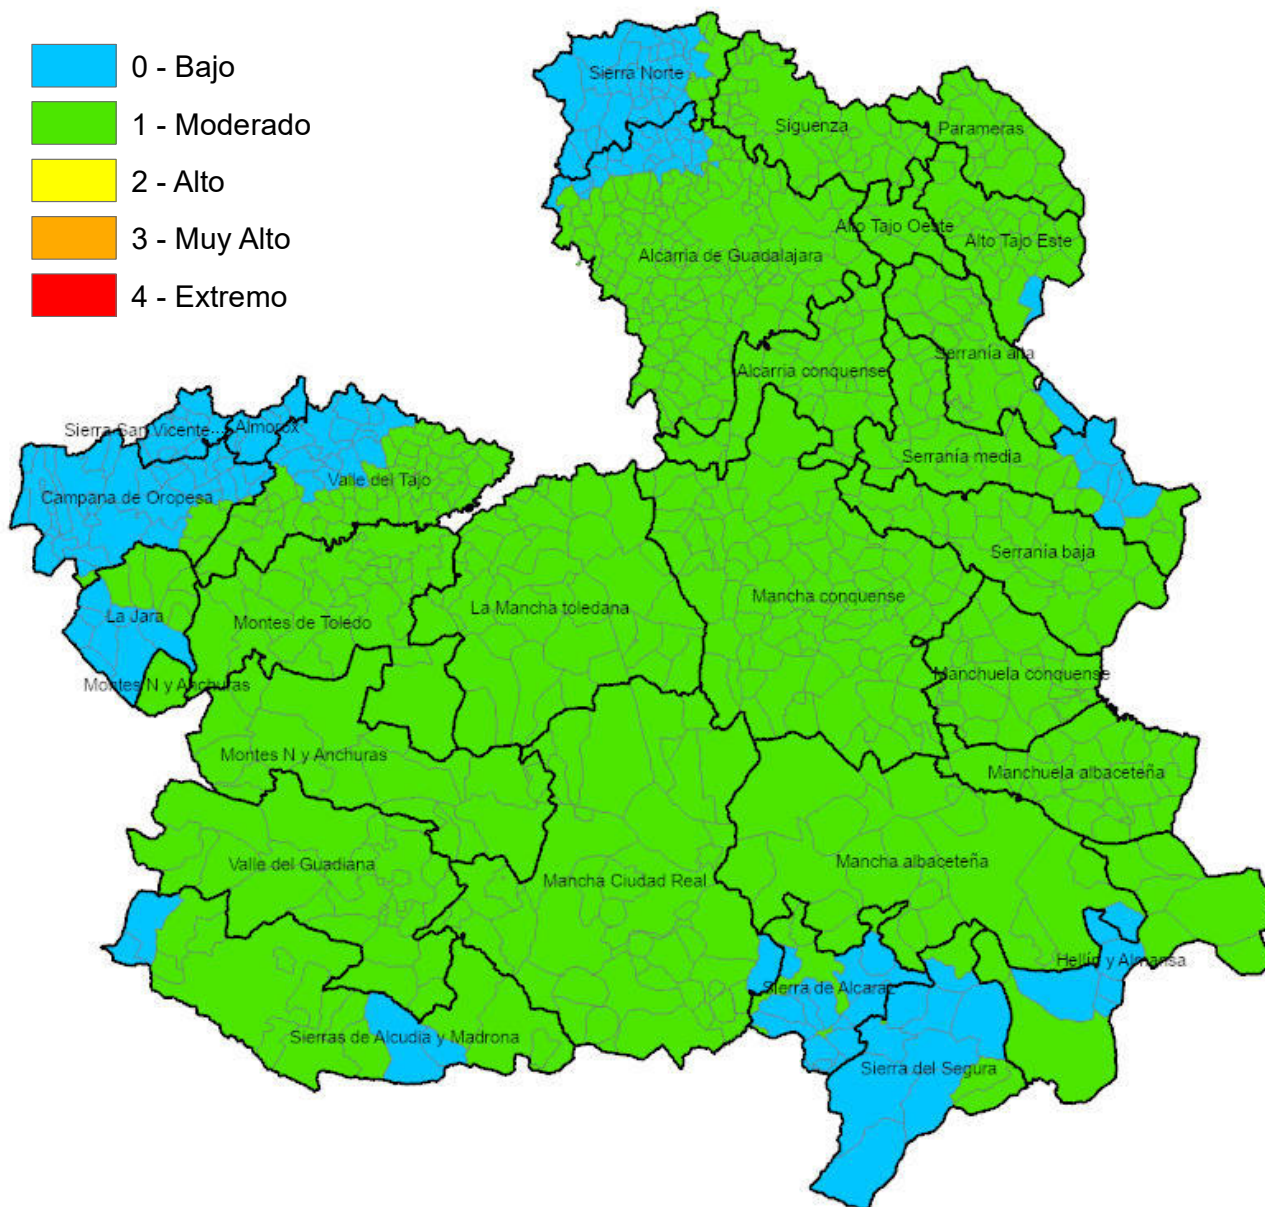 0 - Bajo
1 - Moderado
2 - Alto
3 - Muy Alto
4 - Extremo
Sierra Norte
Sigüenza
Parameras
Alto Tajo Oeste
Alto Tajo Este
Alcarria de Guadalajara
Serranía alta
Alcarria conquense
Sierra San Vicente...
Almorox
Serranía media
Valle del Tajo
Campana de Oropesa
Serranía baja
Mancha conquense
La Mancha toledana
La Jara
Montes de Toledo
Manchuela conquense
Montes N y Anchuras
Montes N y Anchuras
Manchuela albaceteña
Valle del Guadiana
Mancha albaceteña
Mancha Ciudad Real
Hellín y Almansa
Sierra de Alcaraz
Sierras de Alcudia y Madrona
Sierra del Segura